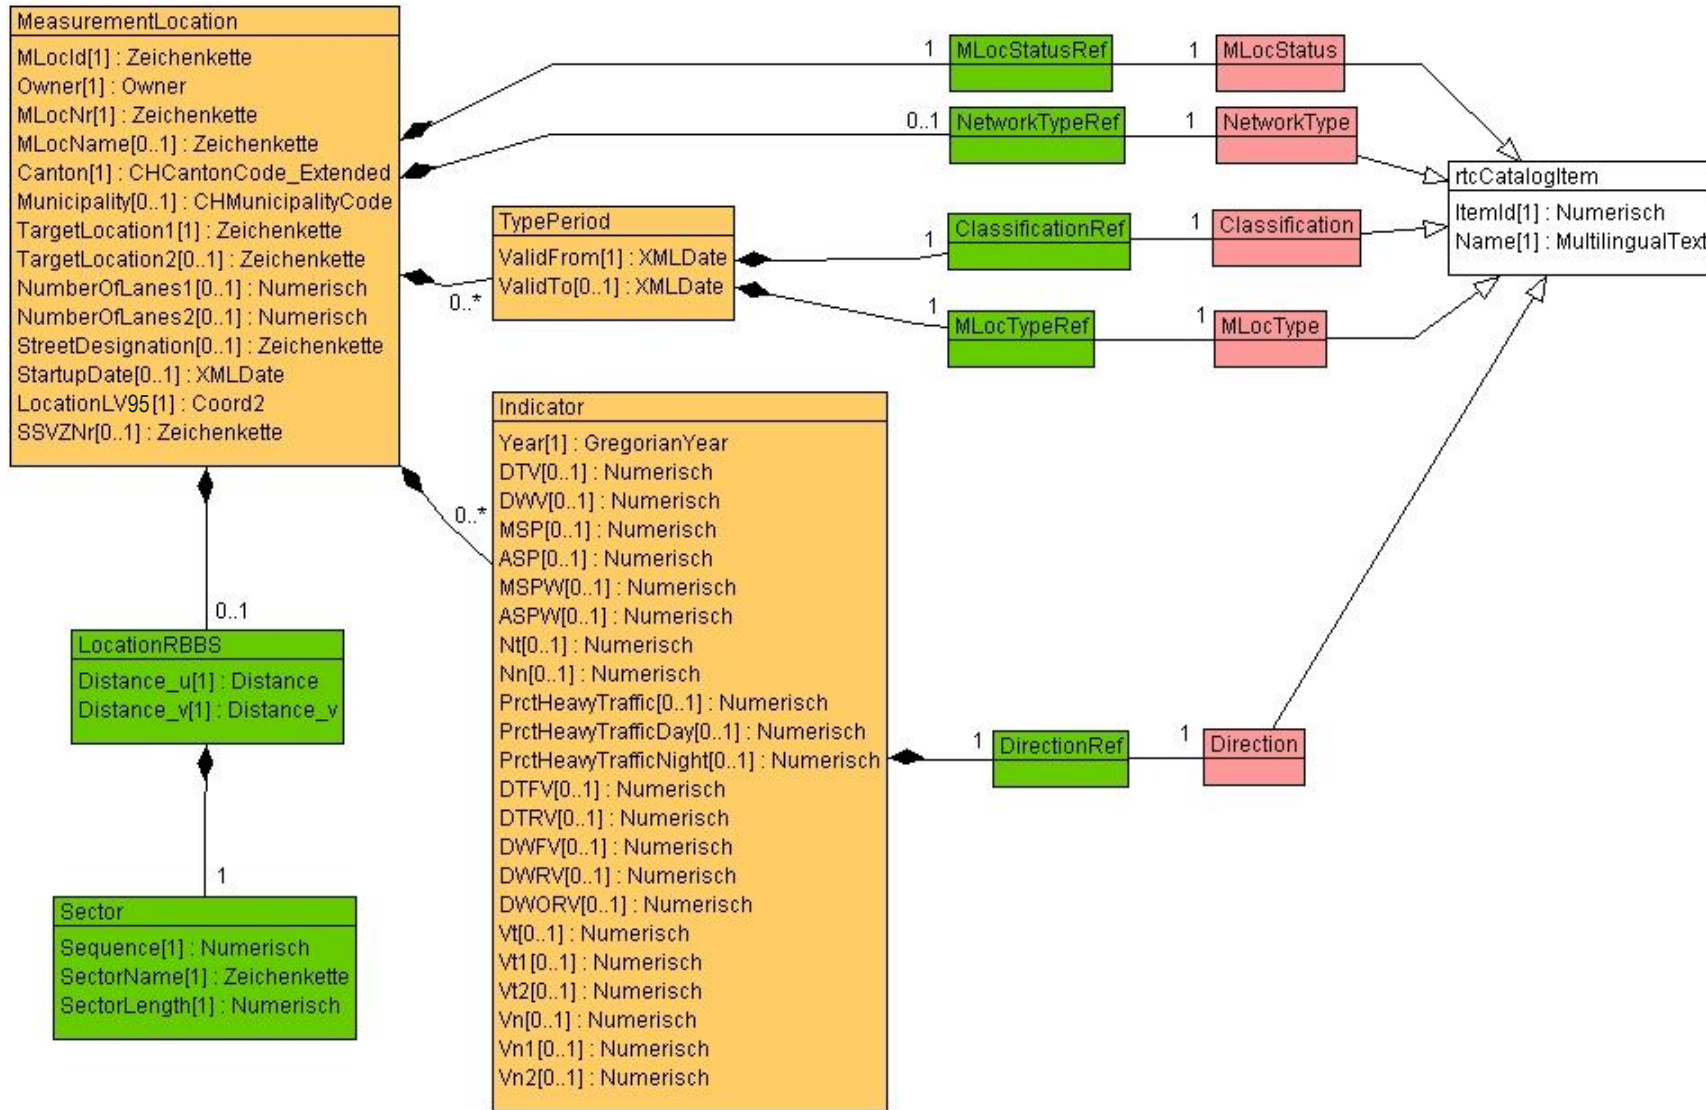 MeasurementLocation
MLocId[1] : Zeichenkette
Owner[1] : Owner
MLocNr[1] : Zeichenkette
MLocName[0..1] : Zeichenkette
Canton[1] : CHCantonCode_Extended
Municipality[0..1] : CHMunicipalityCode
TargetLocation1[1] : Zeichenkette
TargetLocation2[0..1] : Zeichenkette
NumberOfLanes1[0..1] : Numerisch
NumberOfLanes2[0..1] : Numerisch
StreetDesignation[0..1] : Zeichenkette
StartupDate[0..1] : XMLDate
LocationLV95[1] : Coord2
SSVZNr[0..1] : Zeichenkette
1
MLocStatusRef
1
MLocStatus
0..1
NetworkTypeRef
1
NetworkType
rtcCatalogItem
ItemId[1] : Numerisch
Name[1] : MultilingualText
0..*
TypePeriod
ValidFrom[1] : XMLDate
ValidTo[0..1] : XMLDate
1
ClassificationRef
1
Classification
1
MLocTypeRef
1
MLocType
0..*
Indicator
Year[1] : GregorianYear
DTV[0..1] : Numerisch
DWV[0..1] : Numerisch
MSP[0..1] : Numerisch
ASP[0..1] : Numerisch
MSPW[0..1] : Numerisch
ASPW[0..1] : Numerisch
Nt[0..1] : Numerisch
Nn[0..1] : Numerisch
PrctHeavyTraffic[0..1] : Numerisch
PrctHeavyTrafficDay[0..1] : Numerisch
PrctHeavyTrafficNight[0..1] : Numerisch
DTFV[0..1] : Numerisch
DTRV[0..1] : Numerisch
DWFV[0..1] : Numerisch
DWRV[0..1] : Numerisch
DWORV[0..1] : Numerisch
Vt[0..1] : Numerisch
Vt1[0..1] : Numerisch
Vt2[0..1] : Numerisch
Vn[0..1] : Numerisch
Vn1[0..1] : Numerisch
Vn2[0..1] : Numerisch
1
DirectionRef
1
Direction
0..1
LocationRBBS
Distance_u[1] : Distance
Distance_v[1] : Distance_v
1
Sector
Sequence[1] : Numerisch
SectorName[1] : Zeichenkette
SectorLength[1] : Numerisch